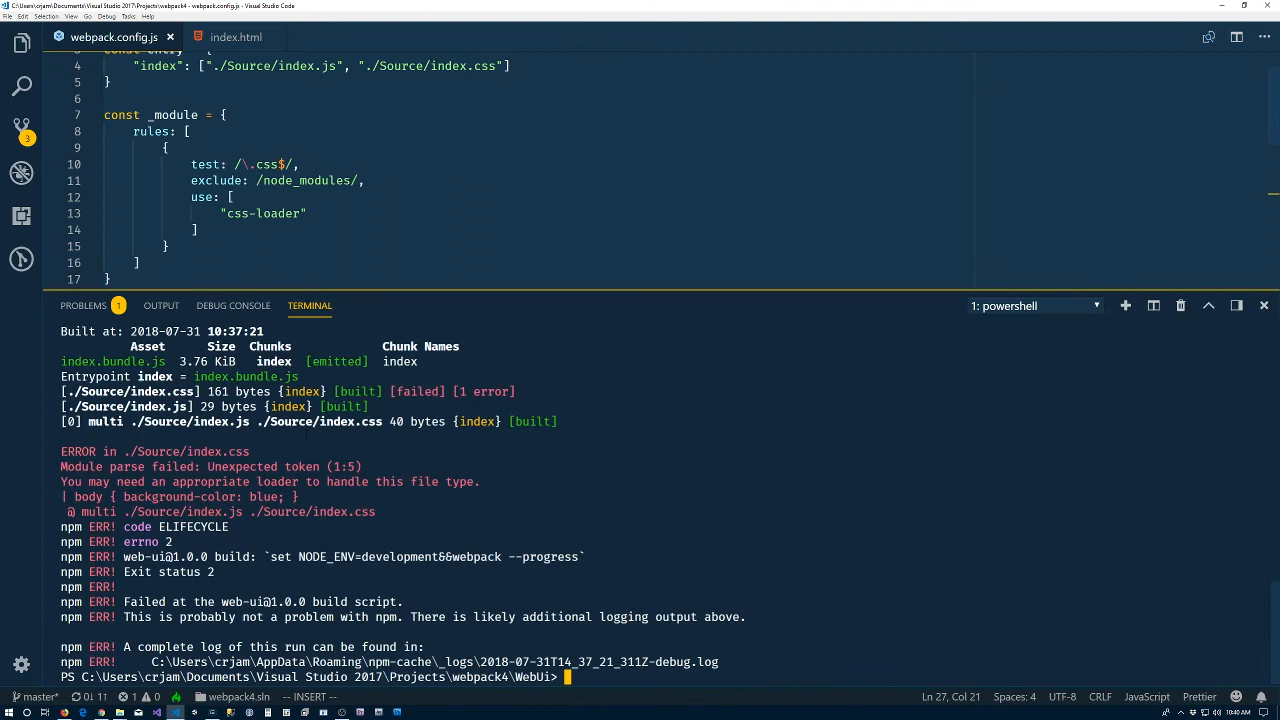 C:\Users\crjam\Documents\Visual Studio 2017\Projects\webpack4\webpack.config.js - Visual Studio Code
File Edit Selection View Go Debug Tasks Help
webpack.config.js
index.html
4 "index": ["./Source/index.js", "./Source/index.css"]
5 }
6
7 const _module = {
8 rules: [
9 {
10 test: /\.css$/,
11 exclude: /node_modules/,
12 use: [
13 "css-loader"
14 ]
15 }
16 ]
17 }
3
PROBLEMS 1 OUTPUT DEBUG CONSOLE TERMINAL 1: powershell
Built at: 2018-07-31 10:37:21
Asset Size Chunks Chunk Names
index.bundle.js 3.76 KiB index [emitted] index
Entrypoint index = index.bundle.js
[./Source/index.css] 161 bytes {index} [built] [failed] [1 error]
[./Source/index.js] 29 bytes {index} [built]
[0] multi ./Source/index.js ./Source/index.css 40 bytes {index} [built]
ERROR in ./Source/index.css
Module parse failed: Unexpected token (1:5)
You may need an appropriate loader to handle this file type.
| body { background-color: blue; }
@ multi ./Source/index.js ./Source/index.css
npm ERR! code ELIFECYCLE
npm ERR! errno 2
npm ERR! web-ui@1.0.0 build: `set NODE_ENV=development&&webpack --progress`
npm ERR! Exit status 2
npm ERR!
npm ERR! Failed at the web-ui@1.0.0 build script.
npm ERR! This is probably not a problem with npm. There is likely additional logging output above.
npm ERR! A complete log of this run can be found in:
npm ERR! C:\Users\crjam\AppData\Roaming\npm-cache\_logs\2018-07-31T14_37_21_311Z-debug.log
PS C:\Users\crjam\Documents\Visual Studio 2017\Projects\webpack4\WebUi>
master* 0↓ 1↑ 1 0 webpack4.sln -- INSERT -- Ln 27, Col 21 Spaces: 4 UTF-8 CRLF JavaScript Prettier
10:40 AM